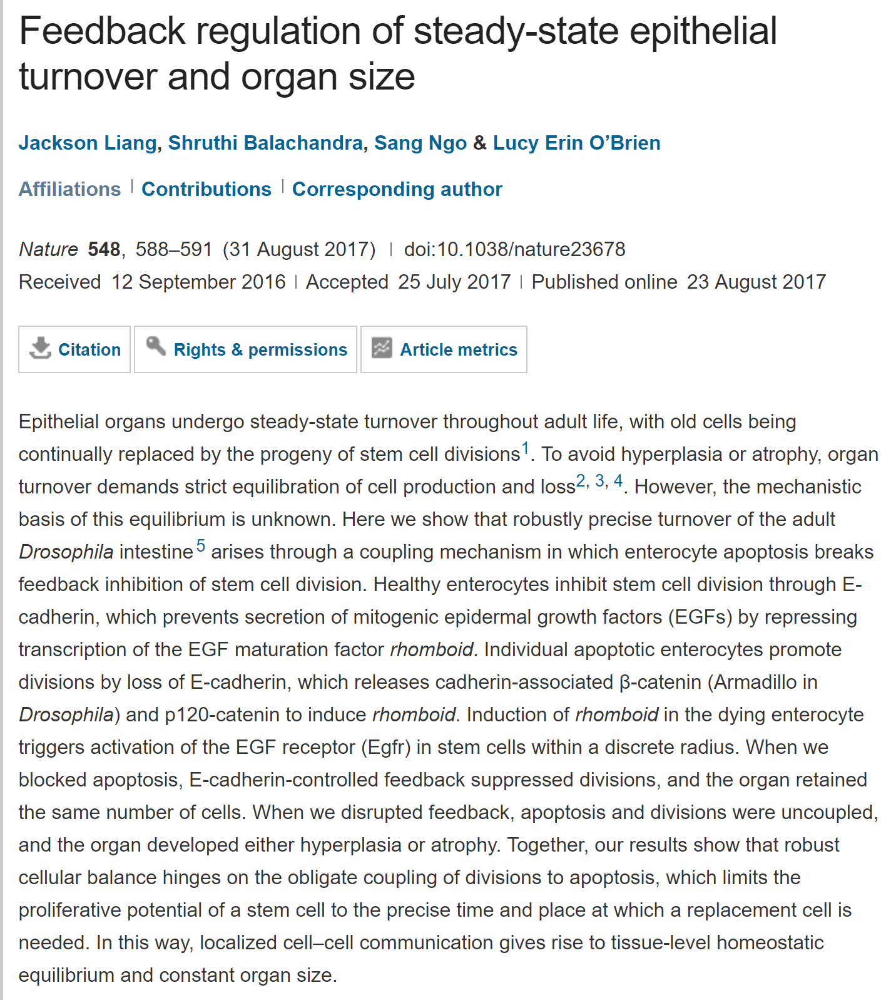 Feedback regulation of steady-state epithelial
turnover and organ size
Jackson Liang, Shruthi Balachandra, Sang Ngo & Lucy Erin O’Brien
Affiliations | Contributions | Corresponding author
Nature 548, 588–591 (31 August 2017) | doi:10.1038/nature23678
Received 12 September 2016 | Accepted 25 July 2017 | Published online 23 August 2017
Citation Rights & permissions Article metrics
Epithelial organs undergo steady-state turnover throughout adult life, with old cells being
continually replaced by the progeny of stem cell divisions1. To avoid hyperplasia or atrophy, organ
turnover demands strict equilibration of cell production and loss2, 3, 4. However, the mechanistic
basis of this equilibrium is unknown. Here we show that robustly precise turnover of the adult
Drosophila intestine5 arises through a coupling mechanism in which enterocyte apoptosis breaks
feedback inhibition of stem cell division. Healthy enterocytes inhibit stem cell division through E-
cadherin, which prevents secretion of mitogenic epidermal growth factors (EGFs) by repressing
transcription of the EGF maturation factor rhomboid. Individual apoptotic enterocytes promote
divisions by loss of E-cadherin, which releases cadherin-associated β-catenin (Armadillo in
Drosophila) and p120-catenin to induce rhomboid. Induction of rhomboid in the dying enterocyte
triggers activation of the EGF receptor (Egfr) in stem cells within a discrete radius. When we
blocked apoptosis, E-cadherin-controlled feedback suppressed divisions, and the organ retained
the same number of cells. When we disrupted feedback, apoptosis and divisions were uncoupled,
and the organ developed either hyperplasia or atrophy. Together, our results show that robust
cellular balance hinges on the obligate coupling of divisions to apoptosis, which limits the
proliferative potential of a stem cell to the precise time and place at which a replacement cell is
needed. In this way, localized cell–cell communication gives rise to tissue-level homeostatic
equilibrium and constant organ size.